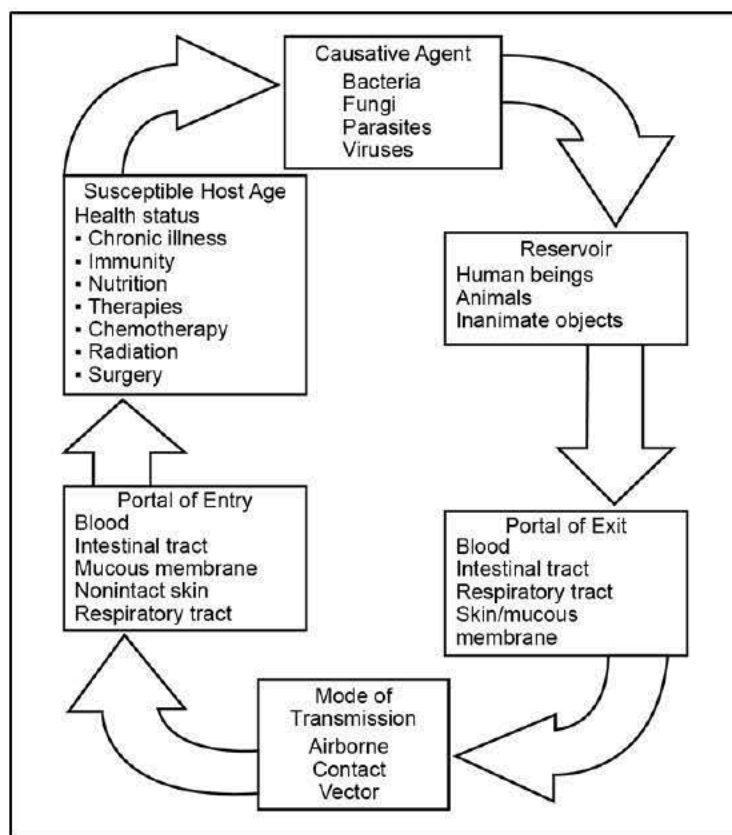 Causative Agent
Bacteria
Fungi
Parasites
Viruses
Reservoir
Human beings
Animals
Inanimate objects
Portal of Exit
Blood
Intestinal tract
Respiratory tract
Skin/mucous
membrane
Mode of
Transmission
Airborne
Contact
Vector
Portal of Entry
Blood
Intestinal tract
Mucous membrane
Nonintact skin
Respiratory tract
Susceptible Host Age
Health status
▪ Chronic illness
▪ Immunity
▪ Nutrition
▪ Therapies
▪ Chemotherapy
▪ Radiation
▪ Surgery